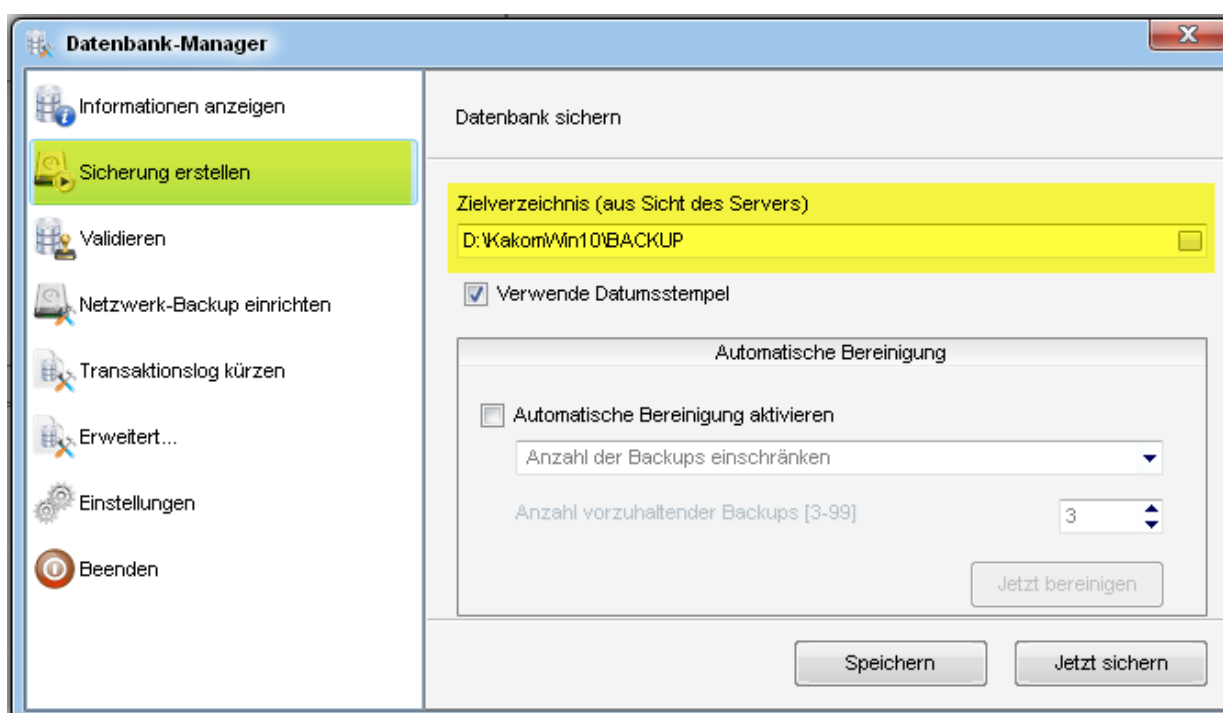 Datenbank-Manager
Informationen anzeigen
Sicherung erstellen
Validieren
Netzwerk-Backup einrichten
Transaktionslog kürzen
Erweitert...
Einstellungen
Beenden
Datenbank sichern
Zielverzeichnis (aus Sicht des Servers)
D:\KakomWin10\BACKUP
Verwende Datumsstempel
Automatische Bereinigung
Automatische Bereinigung aktivieren
Anzahl der Backups einschränken
Anzahl vorzuhaltender Backups [3-99]
3
Jetzt bereinigen
Speichern
Jetzt sichern